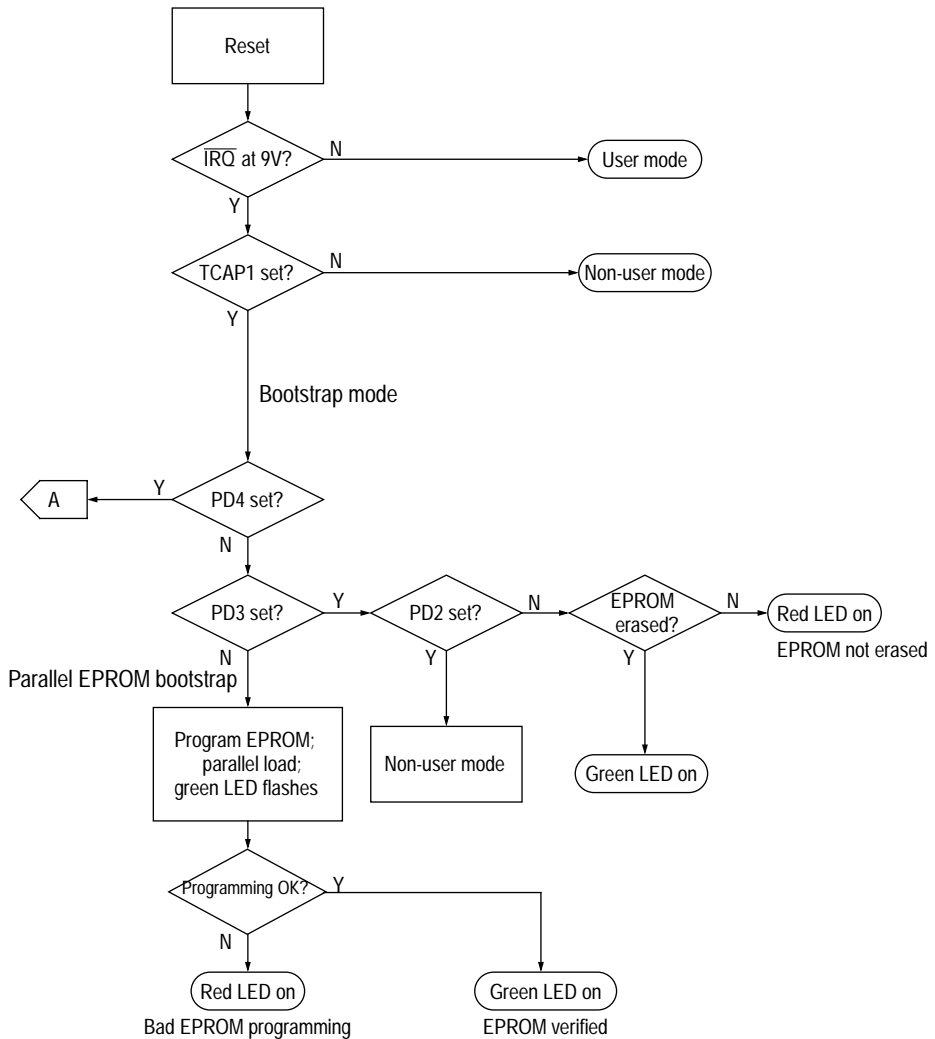 Reset
IRQ at 9V?
N
User mode
Y
TCAP1 set?
N
Non-user mode
Y
Bootstrap mode
A
Y
PD4 set?
N
PD3 set?
Y
PD2 set?
N
EPROM
erased?
N
Red LED on
EPROM not erased
N
Y
Y
Parallel EPROM bootstrap
Program EPROM;
parallel load;
green LED flashes
Non-user mode
Green LED on
Programming OK?
Y
N
Red LED on
Bad EPROM programming
Green LED on
EPROM verified